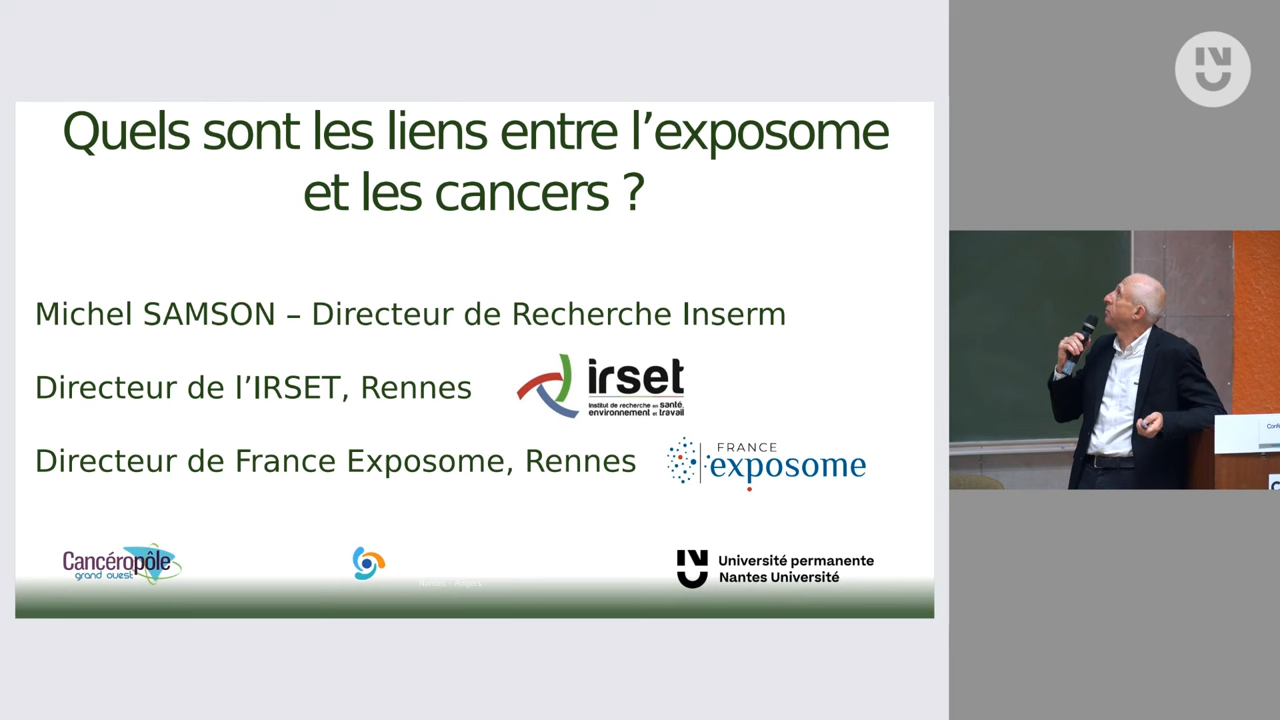 Quels sont les liens entre l’exposome
et les cancers ?
Michel SAMSON – Directeur de Recherche Inserm
Directeur de l’IRSET, Rennes
irset
Institut de recherche en santé,
environnement et travail
Directeur de France Exposome, Rennes
FRANCE
exposome
Cancéropôle
grand ouest
Nantes - Angers
Université permanente
Nantes Université